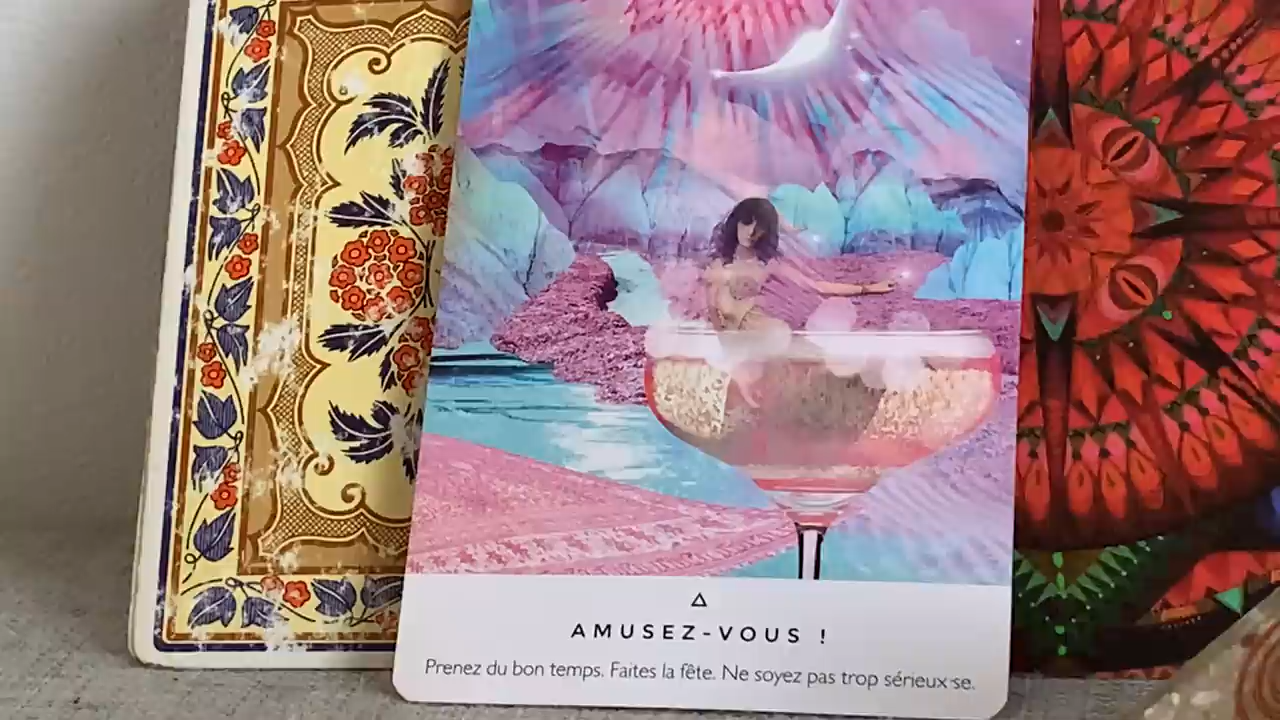 AMUSEZ-VOUS !
Prenez du bon temps. Faites la fête. Ne soyez pas trop sérieux·se.